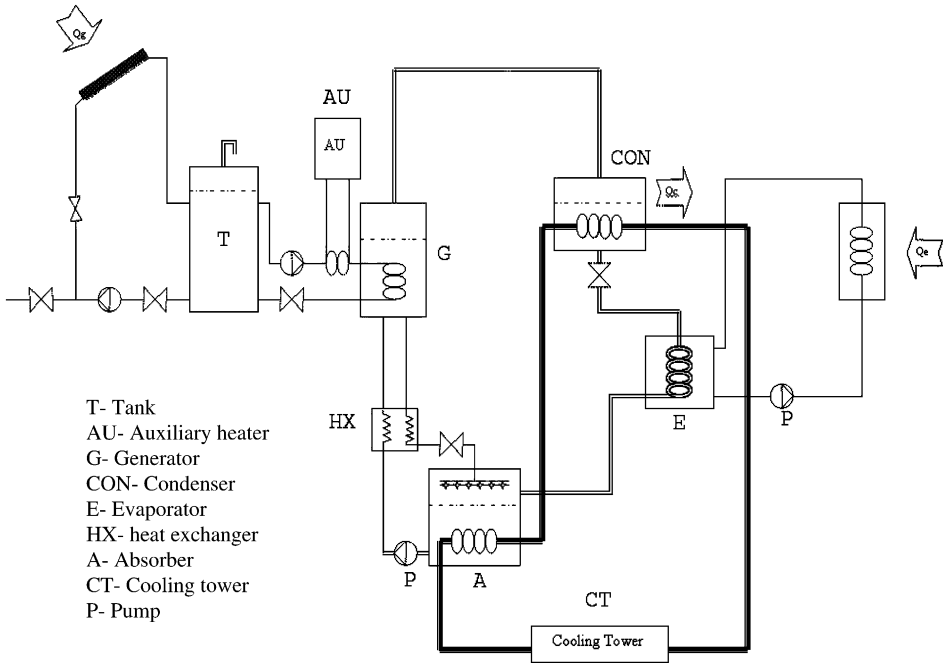 Qg
AU
AU
CON
Qc
T
G
Qe
HX
E
P
P
A
CT
Cooling Tower
T- Tank
AU- Auxiliary heater
G- Generator
CON- Condenser
E- Evaporator
HX- heat exchanger
A- Absorber
CT- Cooling tower
P- Pump